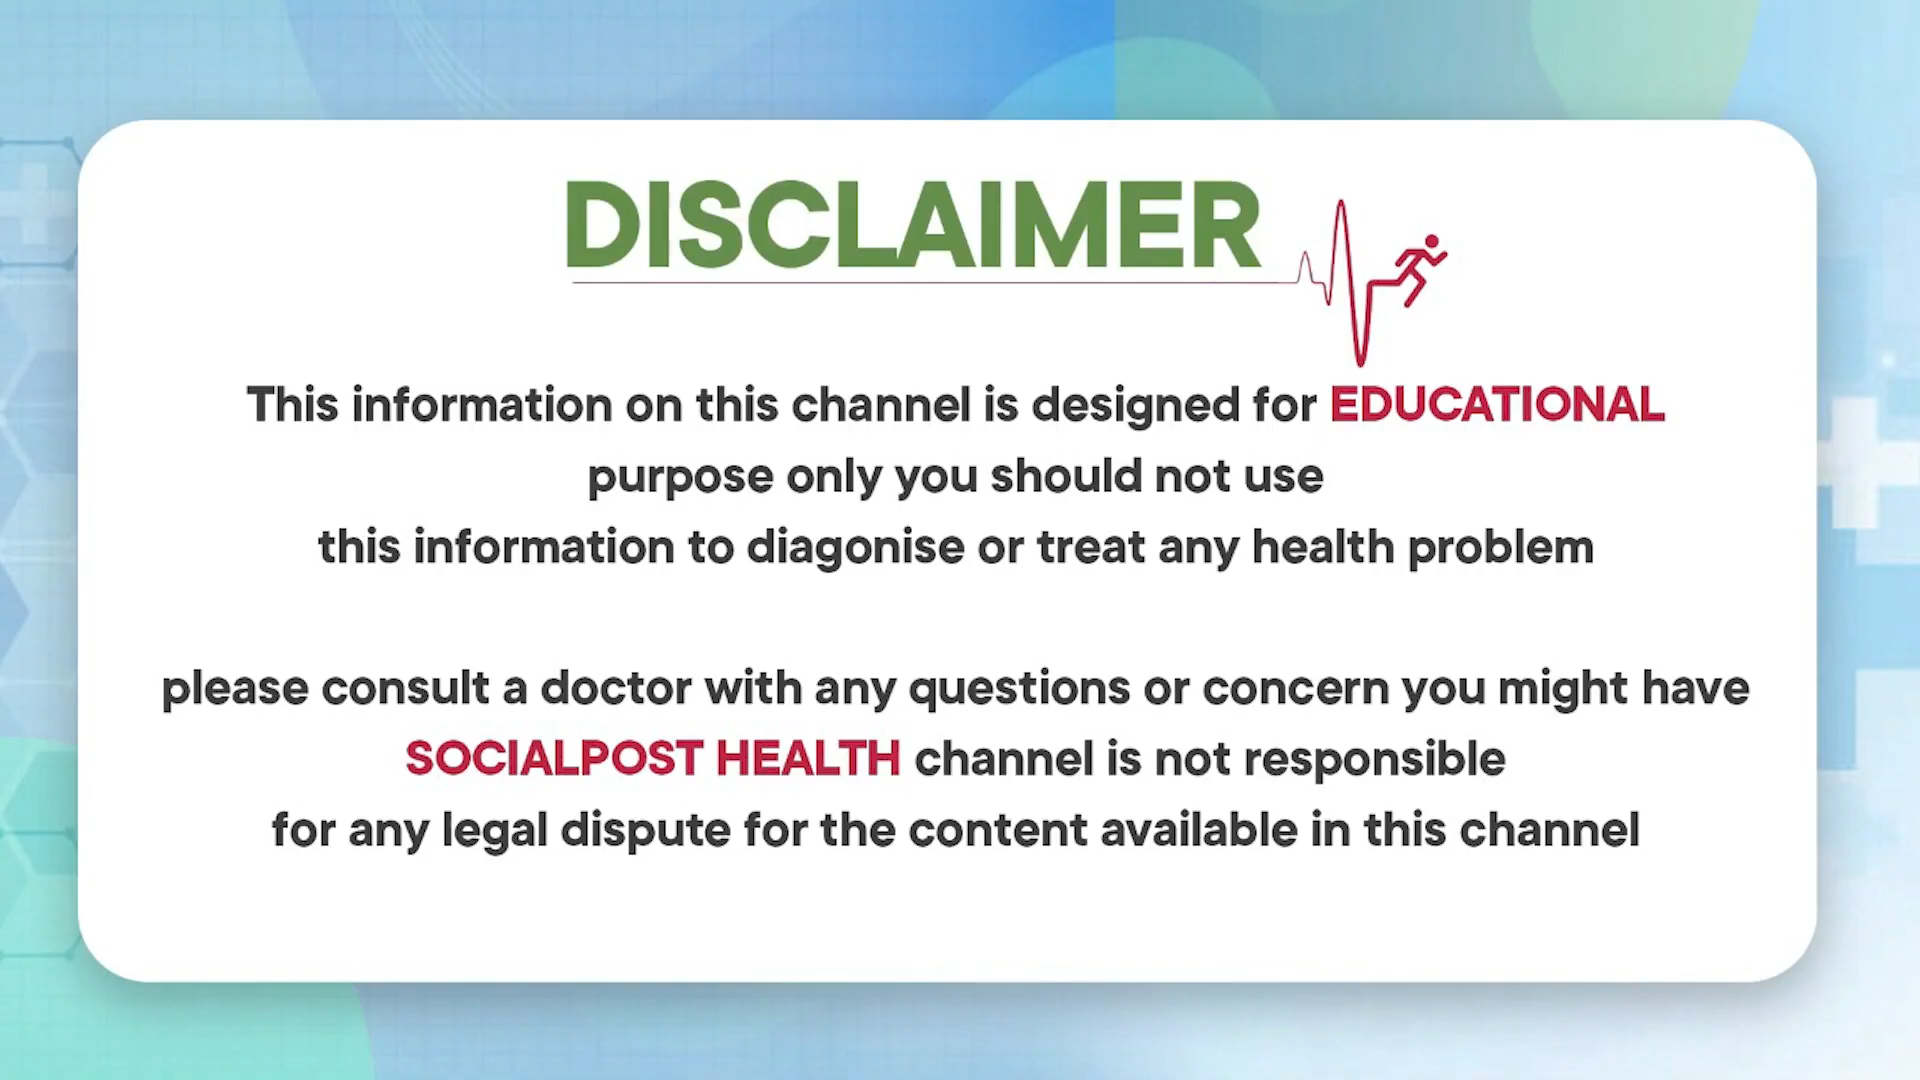 DISCLAIMER
This information on this channel is designed for EDUCATIONAL
purpose only you should not use
this information to diagonise or treat any health problem
please consult a doctor with any questions or concern you might have
SOCIALPOST HEALTH channel is not responsible
for any legal dispute for the content available in this channel